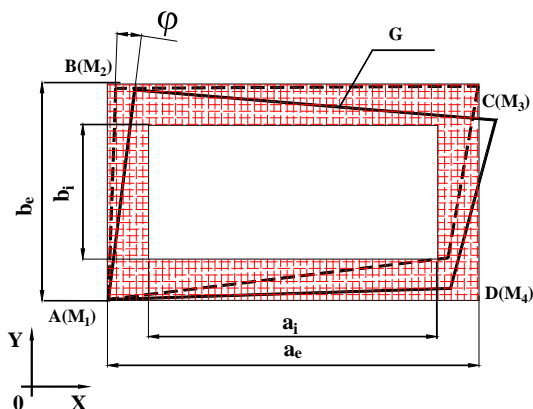 φ
G
B(M₂)
C(M₃)
bₑ
bᵢ
A(M₁)
D(M₄)
aᵢ
aₑ
Y
0
X